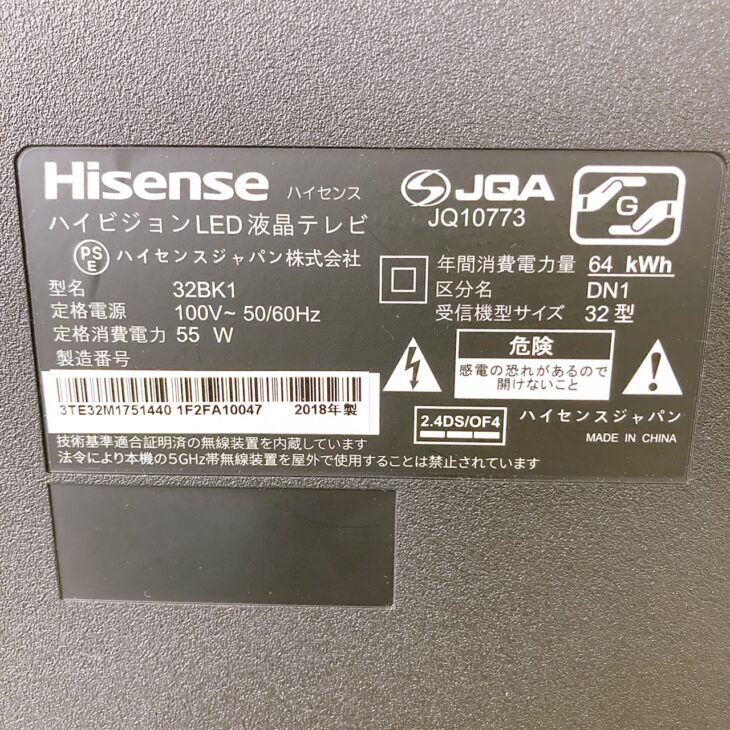 Hisense ハイセンス
ハイビジョンLED液晶テレビ
PSE ハイセンスジャパン株式会社
型名 32BK1
定格電源 100V~ 50/60Hz
定格消費電力 55 W
製造番号
3TE32M1751440 1F2FA10047 2018年製
JQA
JQ10773
G
年間消費電力量 64 kWh
区分名 DN1
受信機型サイズ 32型
危険
感電の恐れがあるので
開けないこと
2.4DS/OF4
ハイセンスジャパン
MADE IN CHINA
技術基準適合証明済の無線装置を内蔵しています
法令により本機の5GHz帯無線装置を屋外で使用することは禁止されています